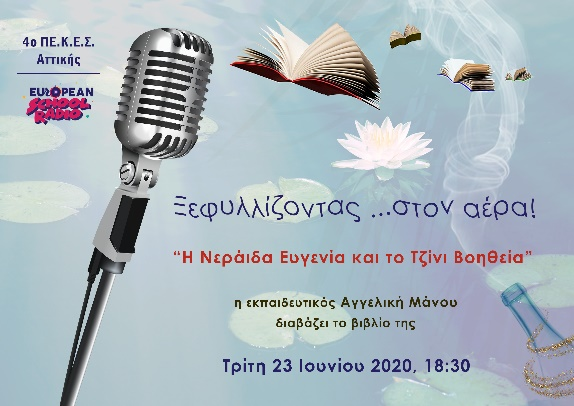 4ο ΠΕ.Κ.Ε.Σ.
Αττικής
EUROPEAN
SCHOOL
RADIO
Ξεφυλλίζοντας ...στον αέρα!
“Η Νεράιδα Ευγενία και το Τζίνι Βοηθεία”
η εκπαιδευτικός Αγγελική Μάνου
διαβάζει το βιβλίο της
Τρίτη 23 Ιουνίου 2020, 18:30